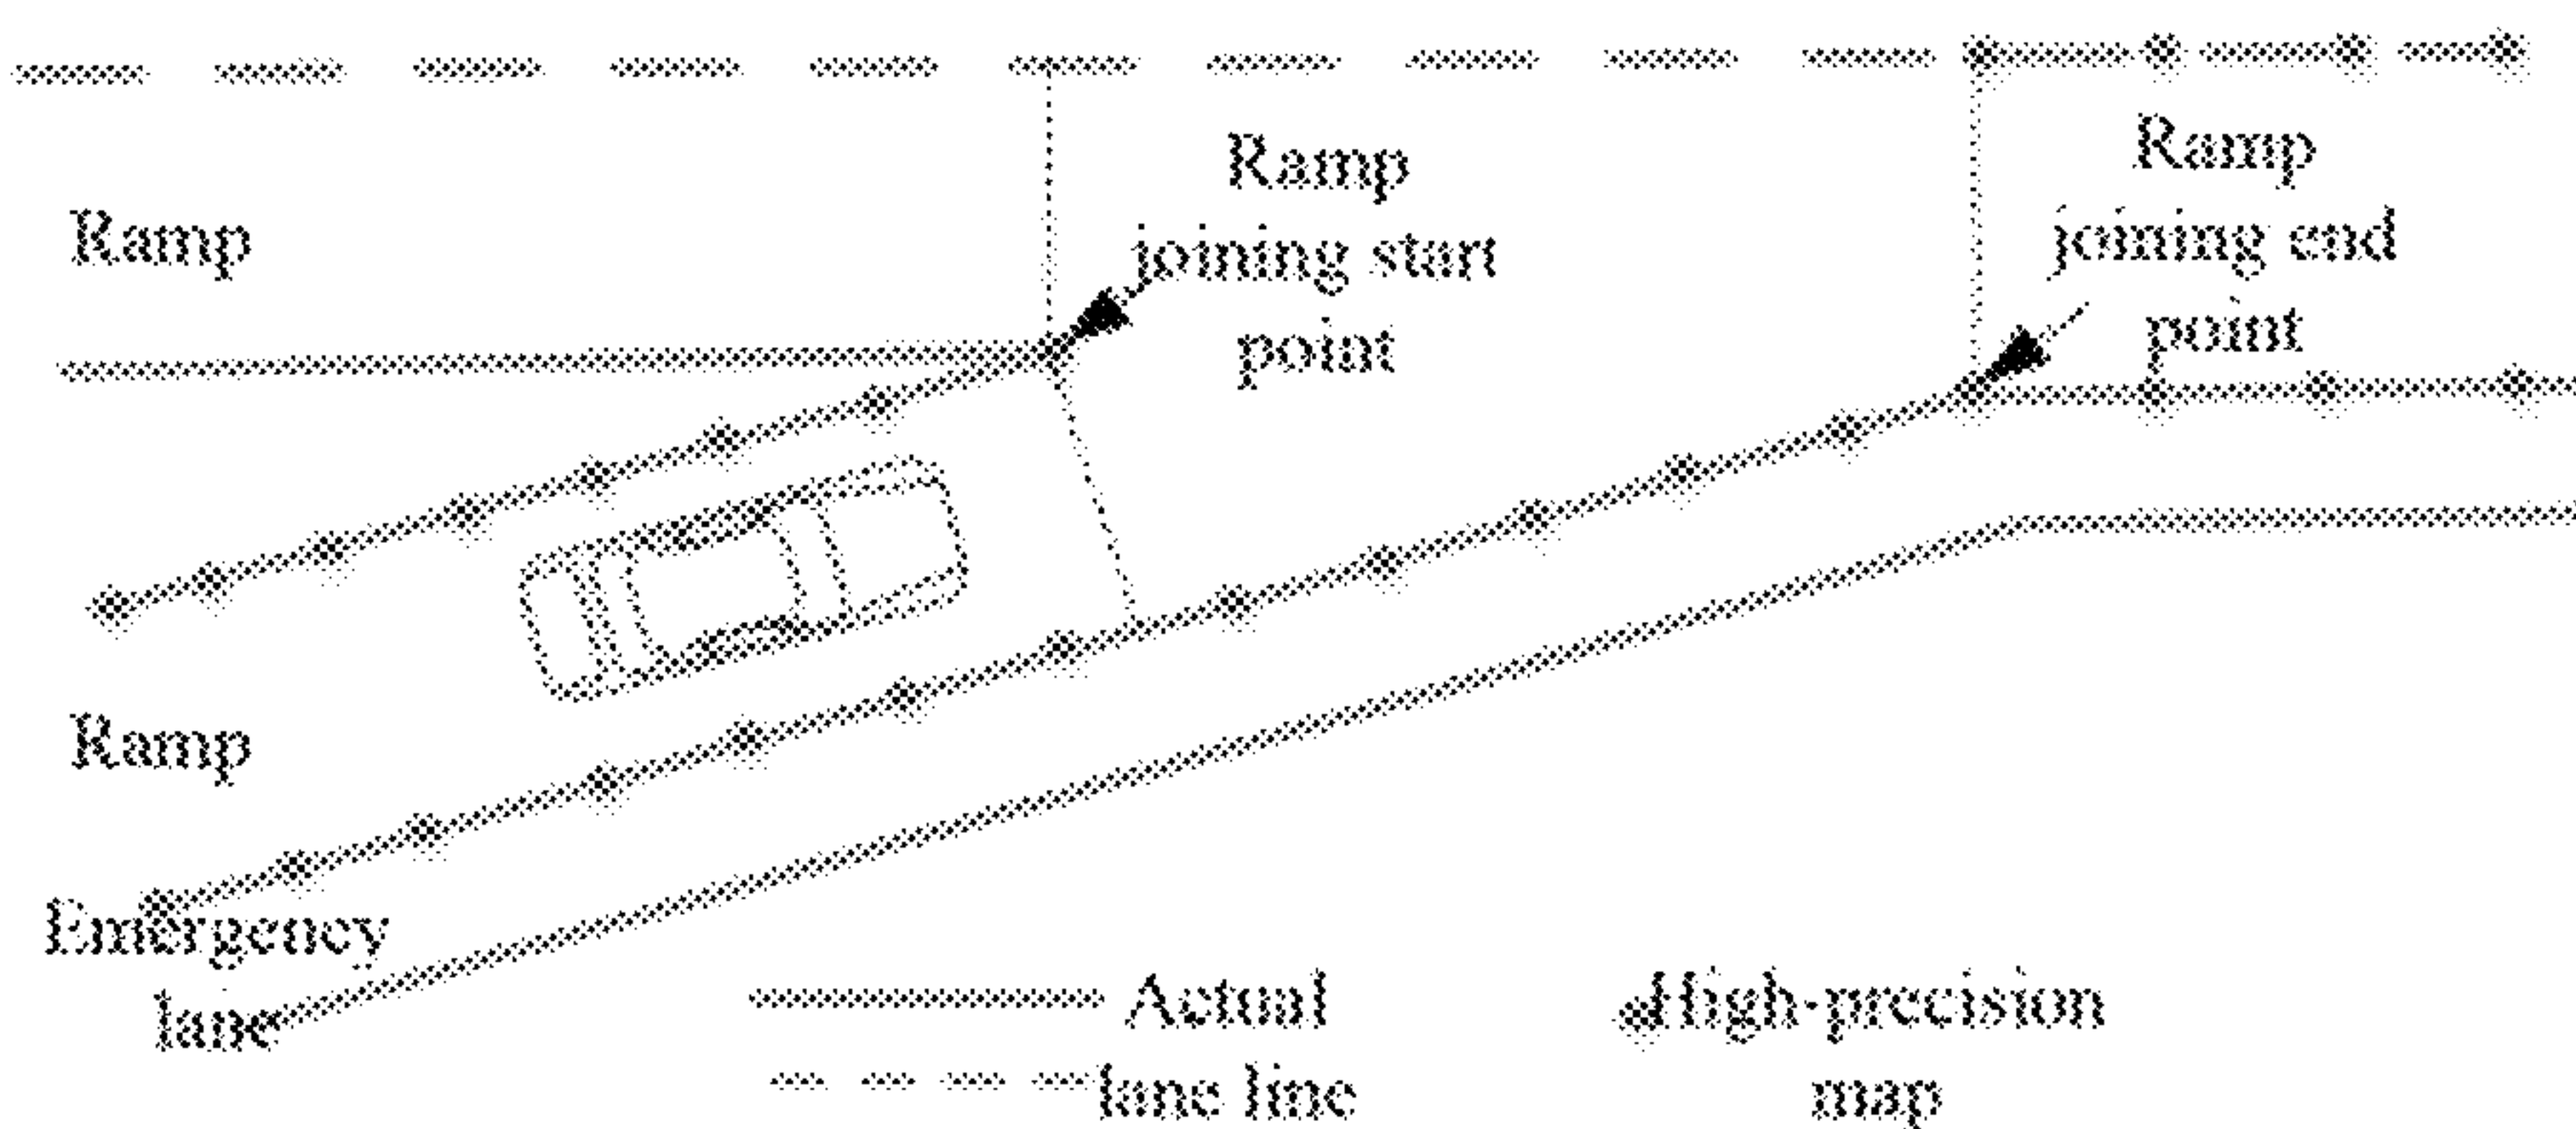 Ramp
joining start
point
Ramp
joining end
point
Ramp
Ramp
Emergency
lane
Actual
lane line
High-precision
map